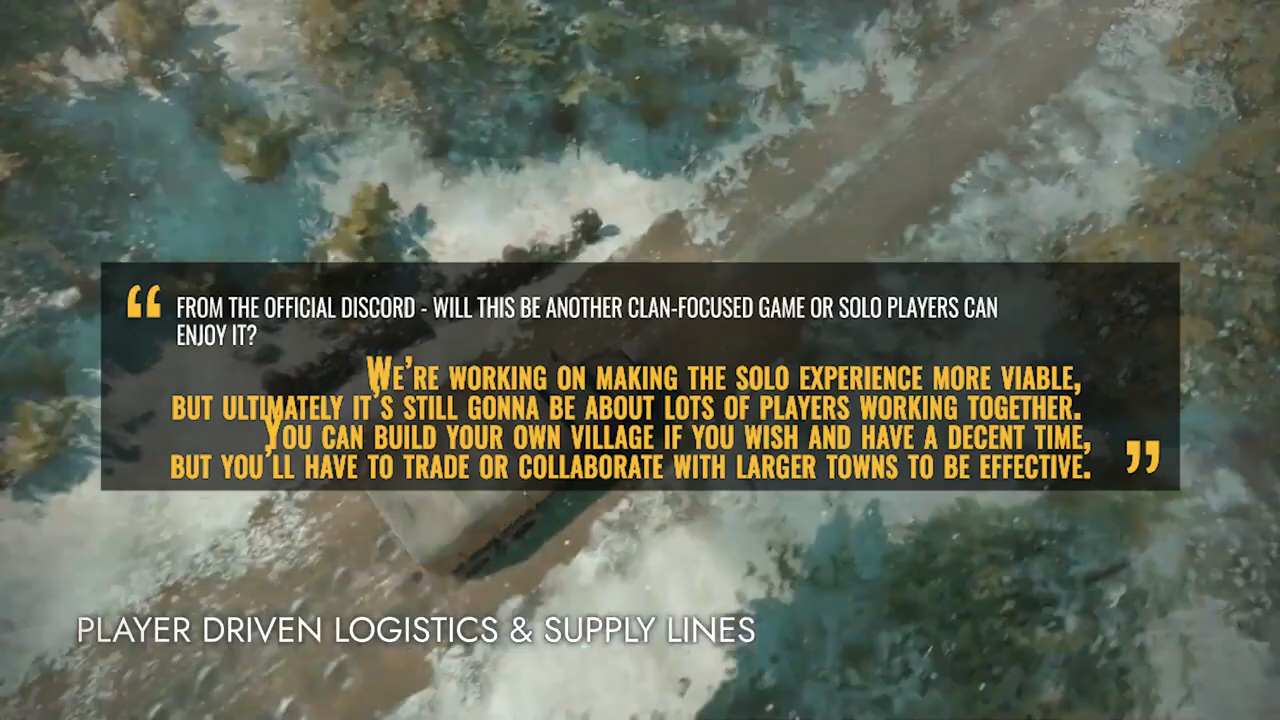 “ FROM THE OFFICIAL DISCORD - WILL THIS BE ANOTHER CLAN-FOCUSED GAME OR SOLO PLAYERS CAN
ENJOY IT?
WE’RE WORKING ON MAKING THE SOLO EXPERIENCE MORE VIABLE,
BUT ULTIMATELY IT’S STILL GONNA BE ABOUT LOTS OF PLAYERS WORKING TOGETHER.
YOU CAN BUILD YOUR OWN VILLAGE IF YOU WISH AND HAVE A DECENT TIME,
BUT YOU’LL HAVE TO TRADE OR COLLABORATE WITH LARGER TOWNS TO BE EFFECTIVE. ”
PLAYER DRIVEN LOGISTICS & SUPPLY LINES